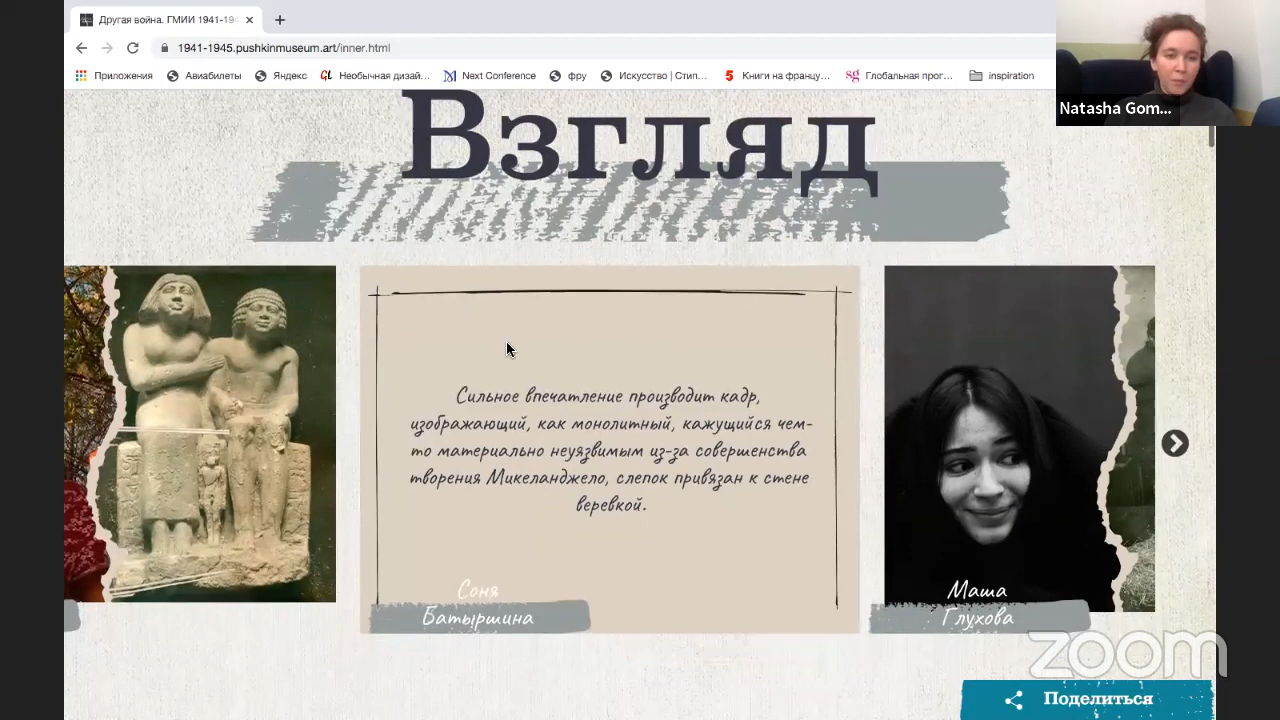 Другая война. ГМИИ 1941-19
1941-1945.pushkinmuseum.art/inner.html
Приложения Авиабилеты Яндекс Необычная дизай... Next Conference фру Искусство | Стип... Книги на францу... Глобальная прог... inspiration
Natasha Gom...
Взгляд
Сильное впечатление производит кадр,
изображающий, как монолитный, кажущийся чем-
то материально неуязвимым из-за совершенства
творения Микеланджело, слепок привязан к стене
веревкой.
Соня
Батыршина
Маша
Глухова
zoom
Поделиться